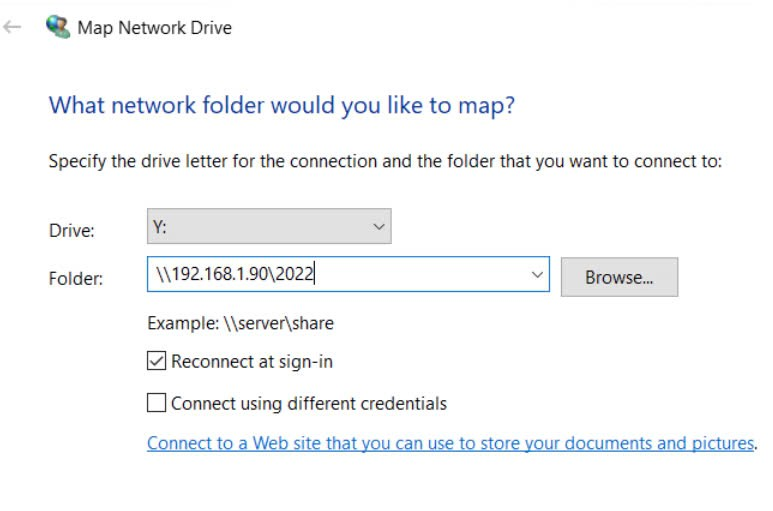 Map Network Drive
What network folder would you like to map?
Specify the drive letter for the connection and the folder that you want to connect to:
Drive: Y:
Folder: \\192.168.1.90\2022 Browse...
Example: \\server\share
Reconnect at sign-in
Connect using different credentials
Connect to a Web site that you can use to store your documents and pictures.